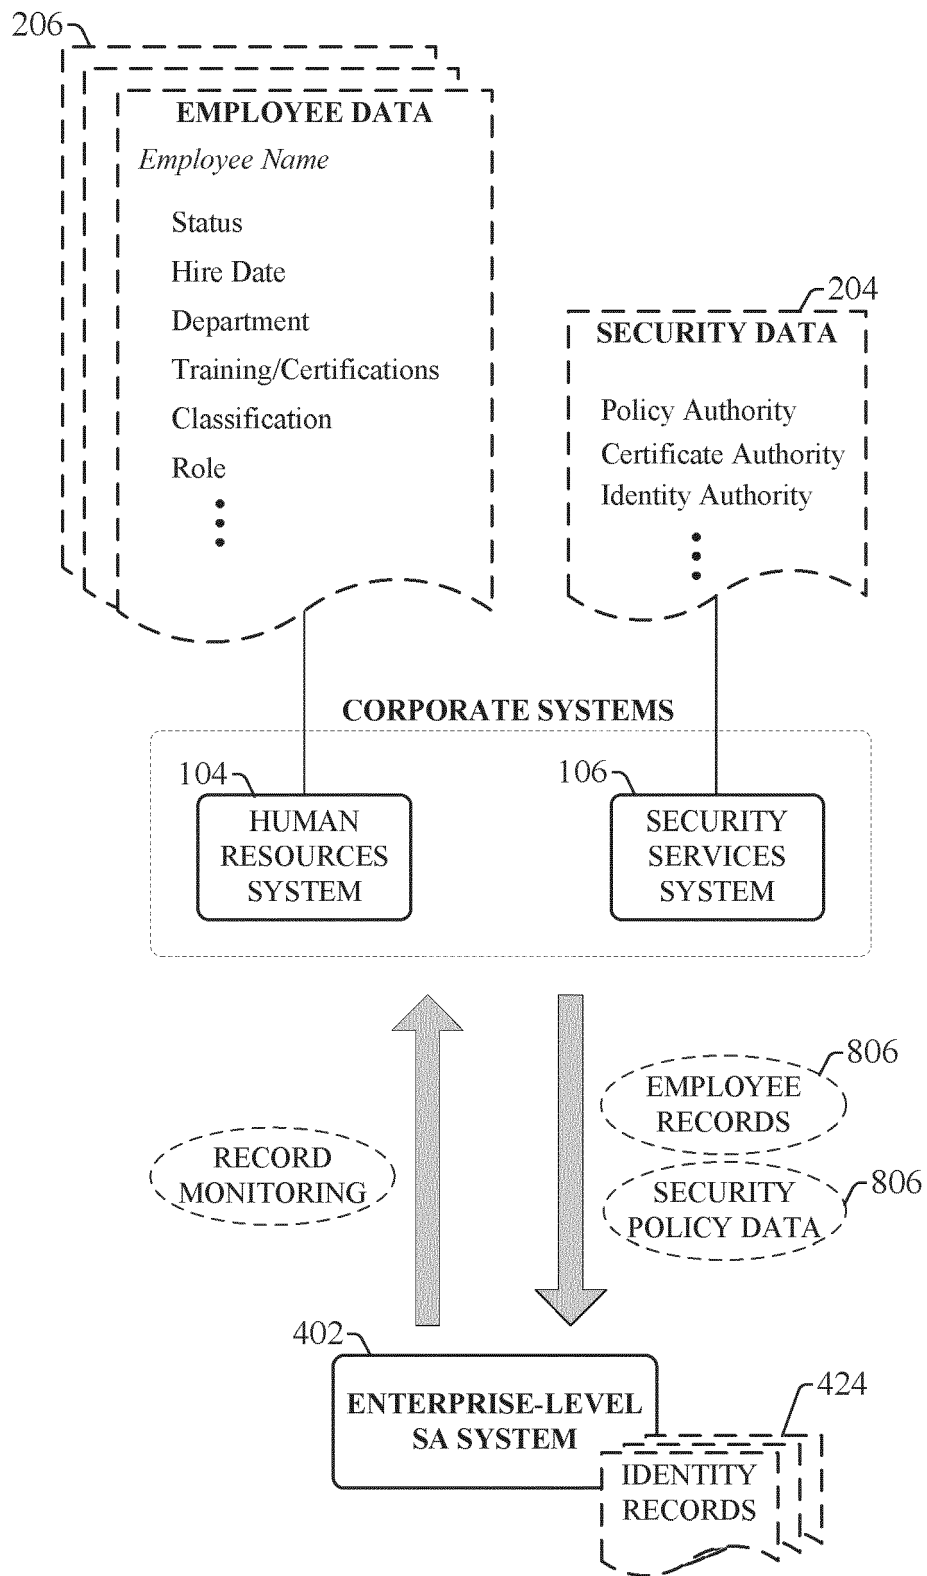 206
EMPLOYEE DATA
Employee Name
Status
Hire Date
Department
Training/Certifications
Classification
Role
204
SECURITY DATA
Policy Authority
Certificate Authority
Identity Authority
CORPORATE SYSTEMS
104
HUMAN
RESOURCES
SYSTEM
106
SECURITY
SERVICES
SYSTEM
RECORD
MONITORING
806
EMPLOYEE
RECORDS
806
SECURITY
POLICY DATA
402
ENTERPRISE-LEVEL
SA SYSTEM
424
IDENTITY
RECORDS